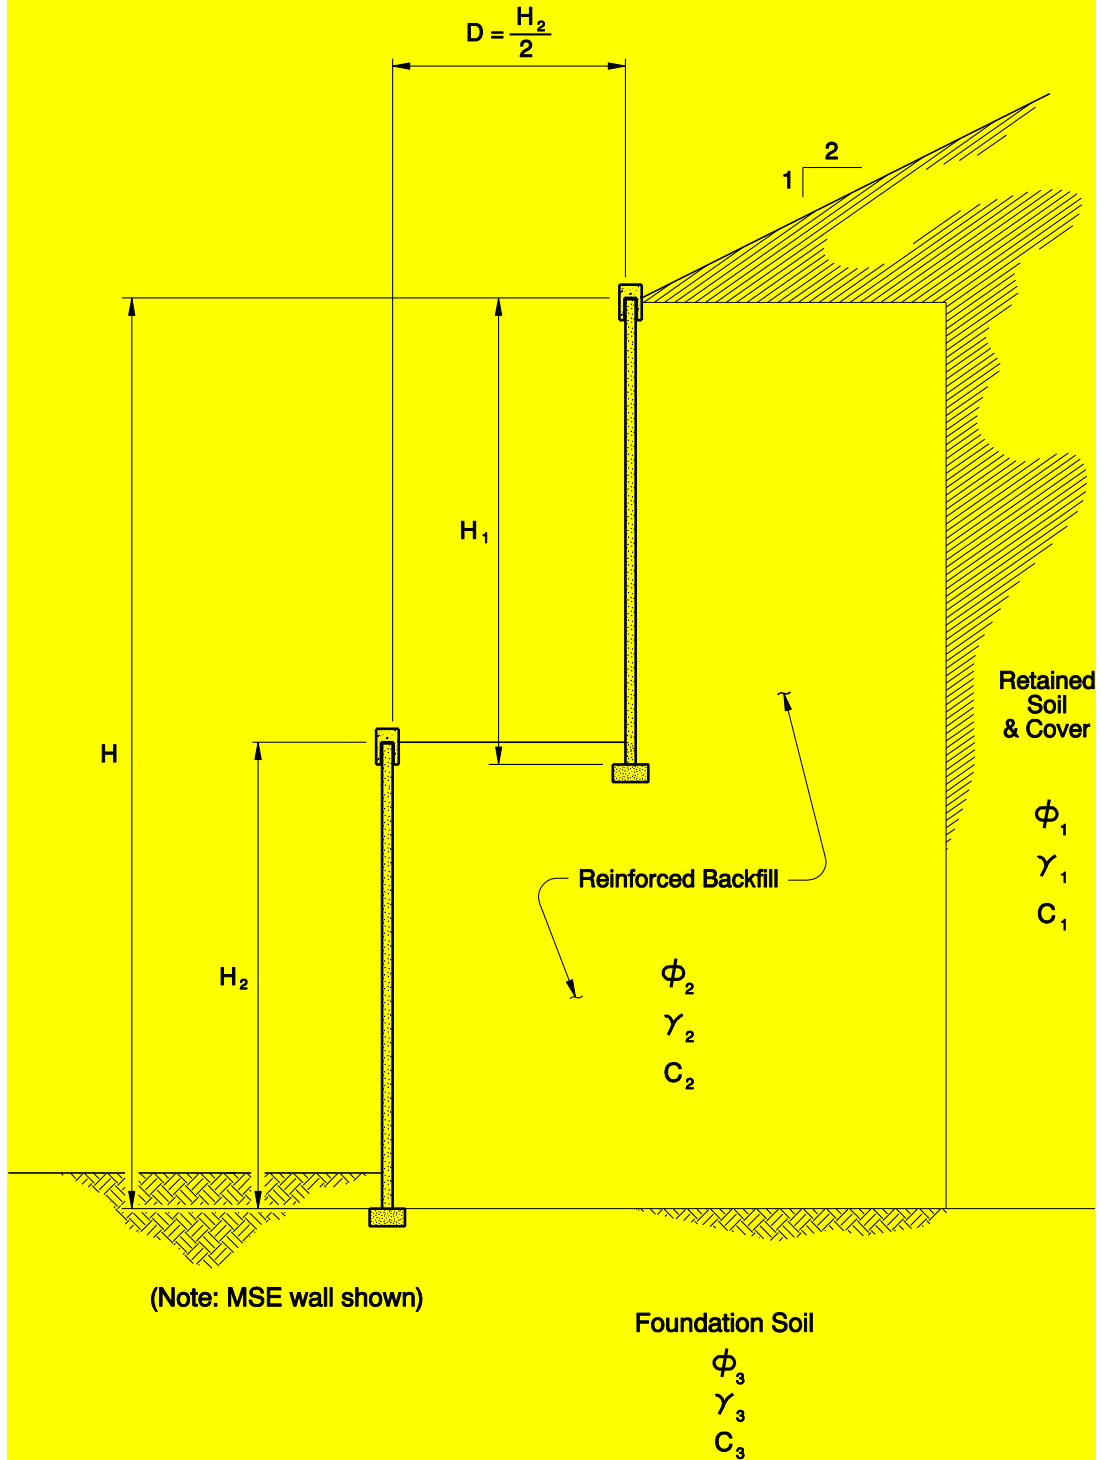 D = H₂
2
2
1
H₁
H
Retained
Soil
& Cover
ϕ₁
γ₁
C₁
Reinforced Backfill
H₂
ϕ₂
γ₂
C₂
(Note: MSE wall shown)
Foundation Soil
ϕ₃
γ₃
C₃